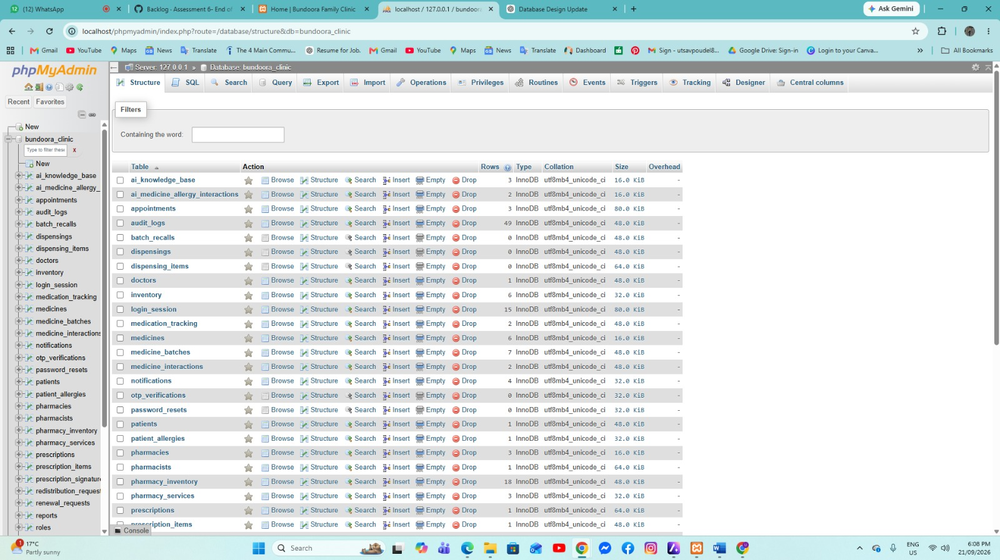 (12) WhatsApp
Backlog · Assessment 6- End of
Home | Bundoora Family Clinic
localhost / 127.0.0.1 / bundoora
Database Design Update
Ask Gemini
localhost/phpmyadmin/index.php?route=/database/structure&db=bundoora_clinic
Gmail YouTube Maps News Translate The 4 Main Commu... Resume for Job. Gmail YouTube Maps News Translate Dashboard Sign - utsavpoudel8... Google Drive: Sign-in Login to your Canva... All Bookmarks
phpMyAdmin
Recent Favorites
New
bundoora_clinic
Type to filter these x
New
ai_knowledge_base
ai_medicine_allergy_
appointments
audit_logs
batch_recalls
dispensings
dispensing_items
doctors
inventory
login_session
medication_tracking
medicines
medicine_batches
medicine_interactions
notifications
otp_verifications
password_resets
patients
patient_allergies
pharmacies
pharmacists
pharmacy_inventory
pharmacy_services
prescriptions
prescription_items
prescription_signature
redistribution_request
renewal_requests
reports
roles
Server: 127.0.0.1 » Database: bundoora_clinic
Structure SQL Search Query Export Import Operations Privileges Routines Events Triggers Tracking Designer Central columns
Filters
Containing the word:
Table Action Rows Type Collation Size Overhead
ai_knowledge_base Browse Structure Search Insert Empty Drop 3 InnoDB utf8mb4_unicode_ci 16.0 KiB -
ai_medicine_allergy_interactions Browse Structure Search Insert Empty Drop 2 InnoDB utf8mb4_unicode_ci 16.0 KiB -
appointments Browse Structure Search Insert Empty Drop 3 InnoDB utf8mb4_unicode_ci 80.0 KiB -
audit_logs Browse Structure Search Insert Empty Drop 49 InnoDB utf8mb4_unicode_ci 48.0 KiB -
batch_recalls Browse Structure Search Insert Empty Drop 0 InnoDB utf8mb4_unicode_ci 48.0 KiB -
dispensings Browse Structure Search Insert Empty Drop 0 InnoDB utf8mb4_unicode_ci 48.0 KiB -
dispensing_items Browse Structure Search Insert Empty Drop 0 InnoDB utf8mb4_unicode_ci 64.0 KiB -
doctors Browse Structure Search Insert Empty Drop 1 InnoDB utf8mb4_unicode_ci 48.0 KiB -
inventory Browse Structure Search Insert Empty Drop 6 InnoDB utf8mb4_unicode_ci 32.0 KiB -
login_session Browse Structure Search Insert Empty Drop 15 InnoDB utf8mb4_unicode_ci 80.0 KiB -
medication_tracking Browse Structure Search Insert Empty Drop 2 InnoDB utf8mb4_unicode_ci 48.0 KiB -
medicines Browse Structure Search Insert Empty Drop 6 InnoDB utf8mb4_unicode_ci 16.0 KiB -
medicine_batches Browse Structure Search Insert Empty Drop 7 InnoDB utf8mb4_unicode_ci 48.0 KiB -
medicine_interactions Browse Structure Search Insert Empty Drop 2 InnoDB utf8mb4_unicode_ci 48.0 KiB -
notifications Browse Structure Search Insert Empty Drop 4 InnoDB utf8mb4_unicode_ci 32.0 KiB -
otp_verifications Browse Structure Search Insert Empty Drop 0 InnoDB utf8mb4_unicode_ci 32.0 KiB -
password_resets Browse Structure Search Insert Empty Drop 0 InnoDB utf8mb4_unicode_ci 32.0 KiB -
patients Browse Structure Search Insert Empty Drop 1 InnoDB utf8mb4_unicode_ci 48.0 KiB -
patient_allergies Browse Structure Search Insert Empty Drop 1 InnoDB utf8mb4_unicode_ci 32.0 KiB -
pharmacies Browse Structure Search Insert Empty Drop 3 InnoDB utf8mb4_unicode_ci 16.0 KiB -
pharmacists Browse Structure Search Insert Empty Drop 1 InnoDB utf8mb4_unicode_ci 64.0 KiB -
pharmacy_inventory Browse Structure Search Insert Empty Drop 18 InnoDB utf8mb4_unicode_ci 48.0 KiB -
pharmacy_services Browse Structure Search Insert Empty Drop 3 InnoDB utf8mb4_unicode_ci 32.0 KiB -
prescriptions Browse Structure Search Insert Empty Drop 1 InnoDB utf8mb4_unicode_ci 64.0 KiB -
prescription_items Browse Structure Search Insert Empty Drop 1 InnoDB utf8mb4_unicode_ci 48.0 KiB -
Console
1 17°C
Partly sunny
Search
ENG
US
6:08 PM
21/09/2026